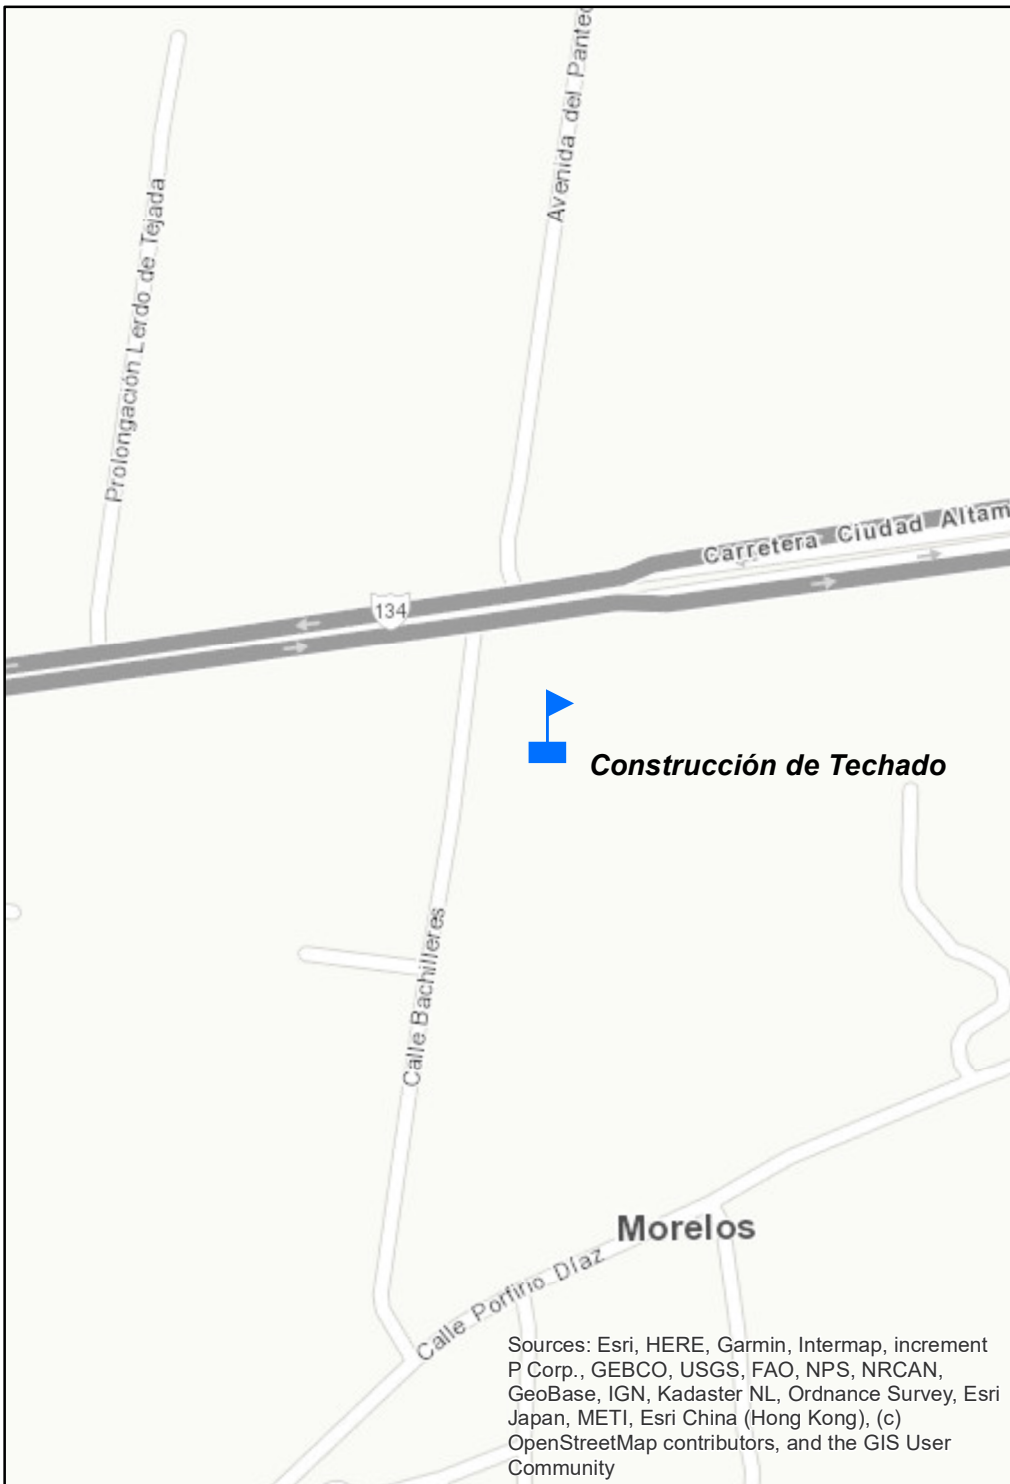 Avenida del Panteo
Prolongación Lerdo de Tejada
Carretera Ciudad Altam
134
Construcción de Techado
Calle Bachilleres
Morelos
Calle Porfirio Díaz
Sources: Esri, HERE, Garmin, Intermap, increment
P Corp., GEBCO, USGS, FAO, NPS, NRCAN,
GeoBase, IGN, Kadaster NL, Ordnance Survey, Esri
Japan, METI, Esri China (Hong Kong), (c)
OpenStreetMap contributors, and the GIS User
Community